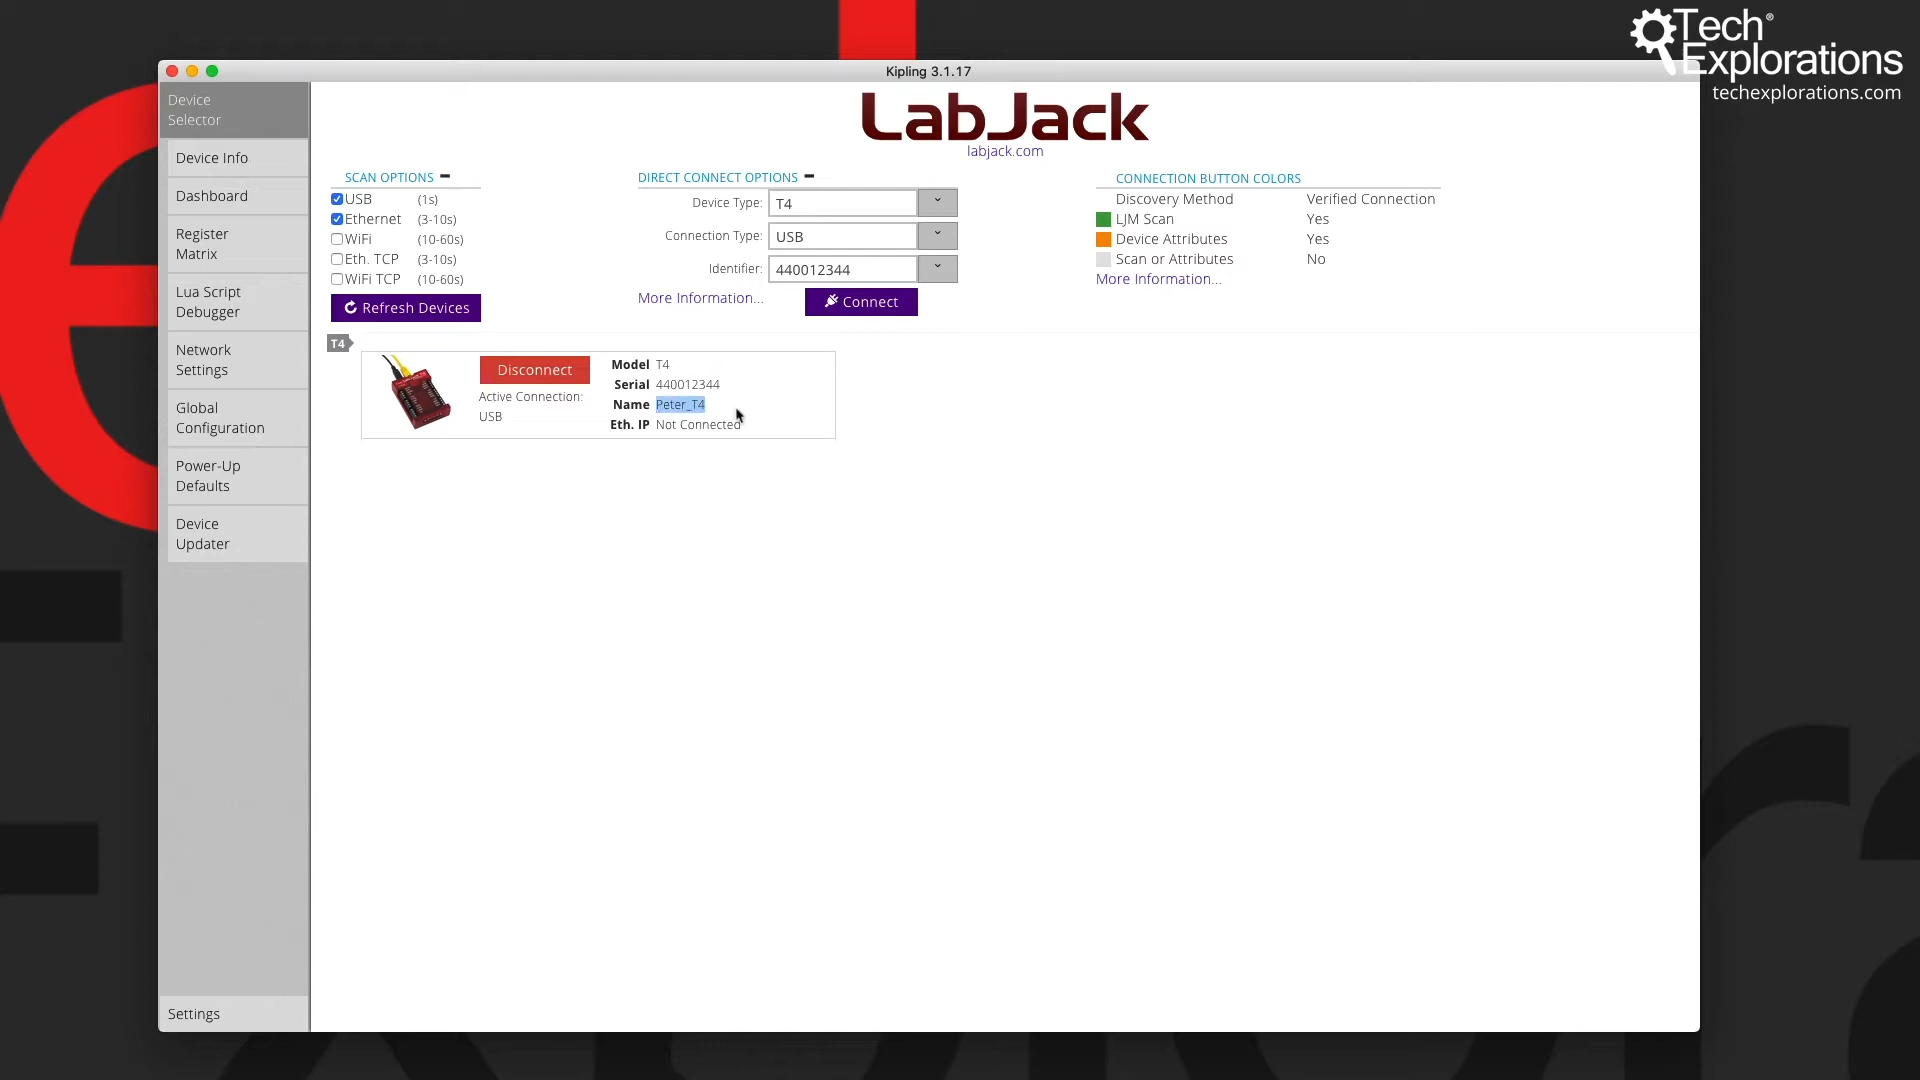 Tech®
Explorations
techexplorations.com
Kipling 3.1.17
Device
Selector
Device Info
Dashboard
Register
Matrix
Lua Script
Debugger
Network
Settings
Global
Configuration
Power-Up
Defaults
Device
Updater
Settings
LabJack
labjack.com
SCAN OPTIONS
USB (1s)
Ethernet (3-10s)
WiFi (10-60s)
Eth. TCP (3-10s)
WiFi TCP (10-60s)
Refresh Devices
DIRECT CONNECT OPTIONS
Device Type: T4
Connection Type: USB
Identifier: 440012344
More Information...
Connect
CONNECTION BUTTON COLORS
Discovery Method Verified Connection
LJM Scan Yes
Device Attributes Yes
Scan or Attributes No
More Information...
T4
Disconnect
Active Connection:
USB
Model T4
Serial 440012344
Name Peter_T4
Eth. IP Not Connected